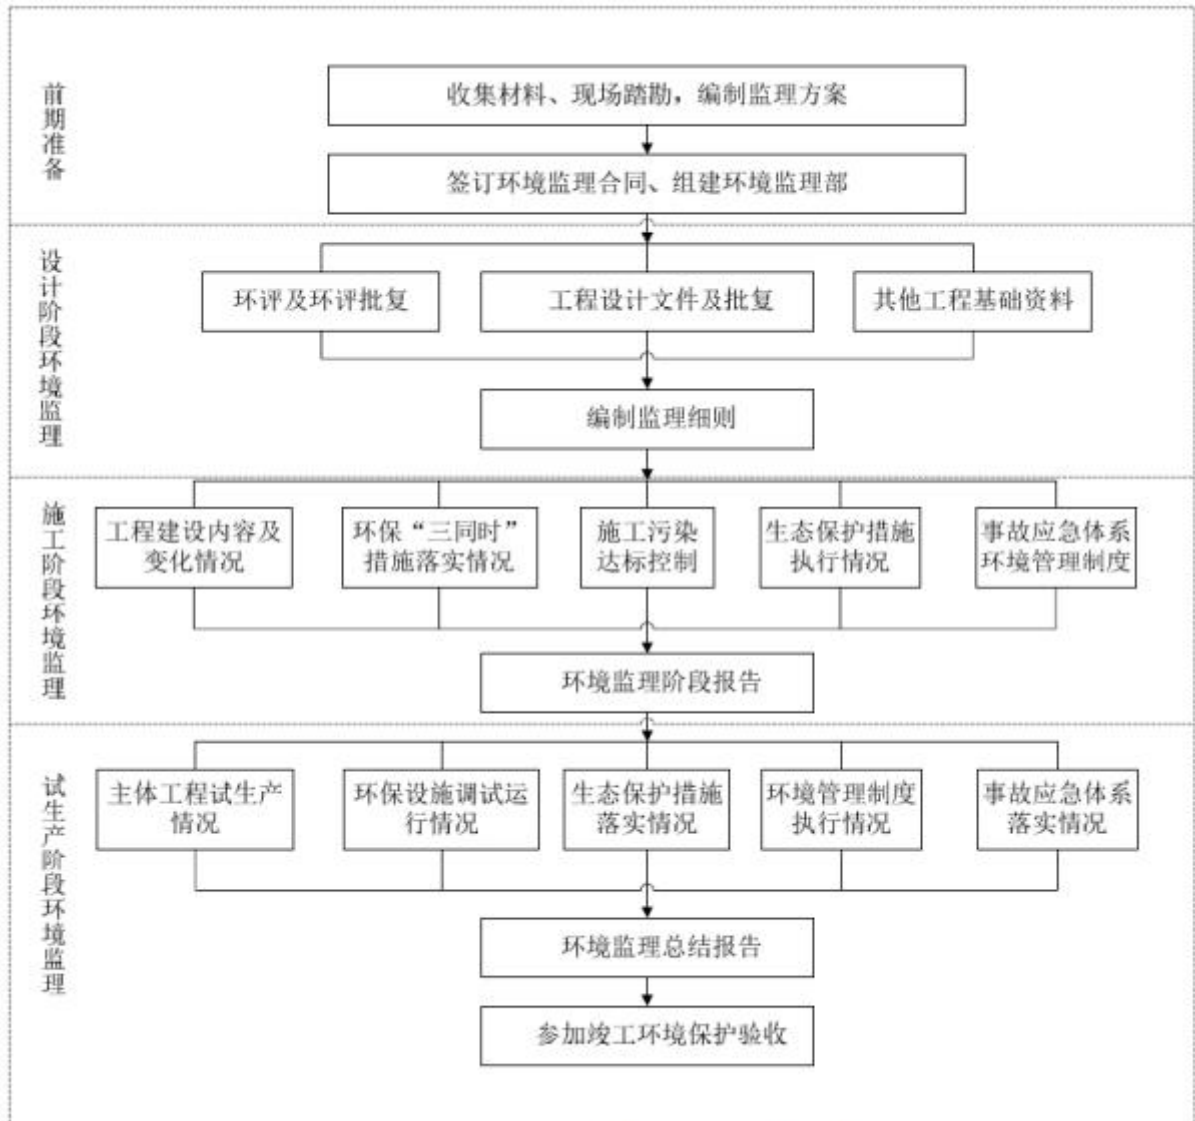 前期准备
收集材料、现场踏勘，编制监理方案
签订环境监理合同、组建环境监理部
设计阶段环境监理
环评及环评批复
工程设计文件及批复
其他工程基础资料
编制监理细则
施工阶段环境监理
工程建设内容及
变化情况
环保“三同时”
措施落实情况
施工污染
达标控制
生态保护措施
执行情况
事故应急体系
环境管理制度
环境监理阶段报告
试生产阶段环境监理
主体工程试生产
情况
环保设施调试运
行情况
生态保护措施
落实情况
环境管理制度
执行情况
事故应急体系
落实情况
环境监理总结报告
参加竣工环境保护验收